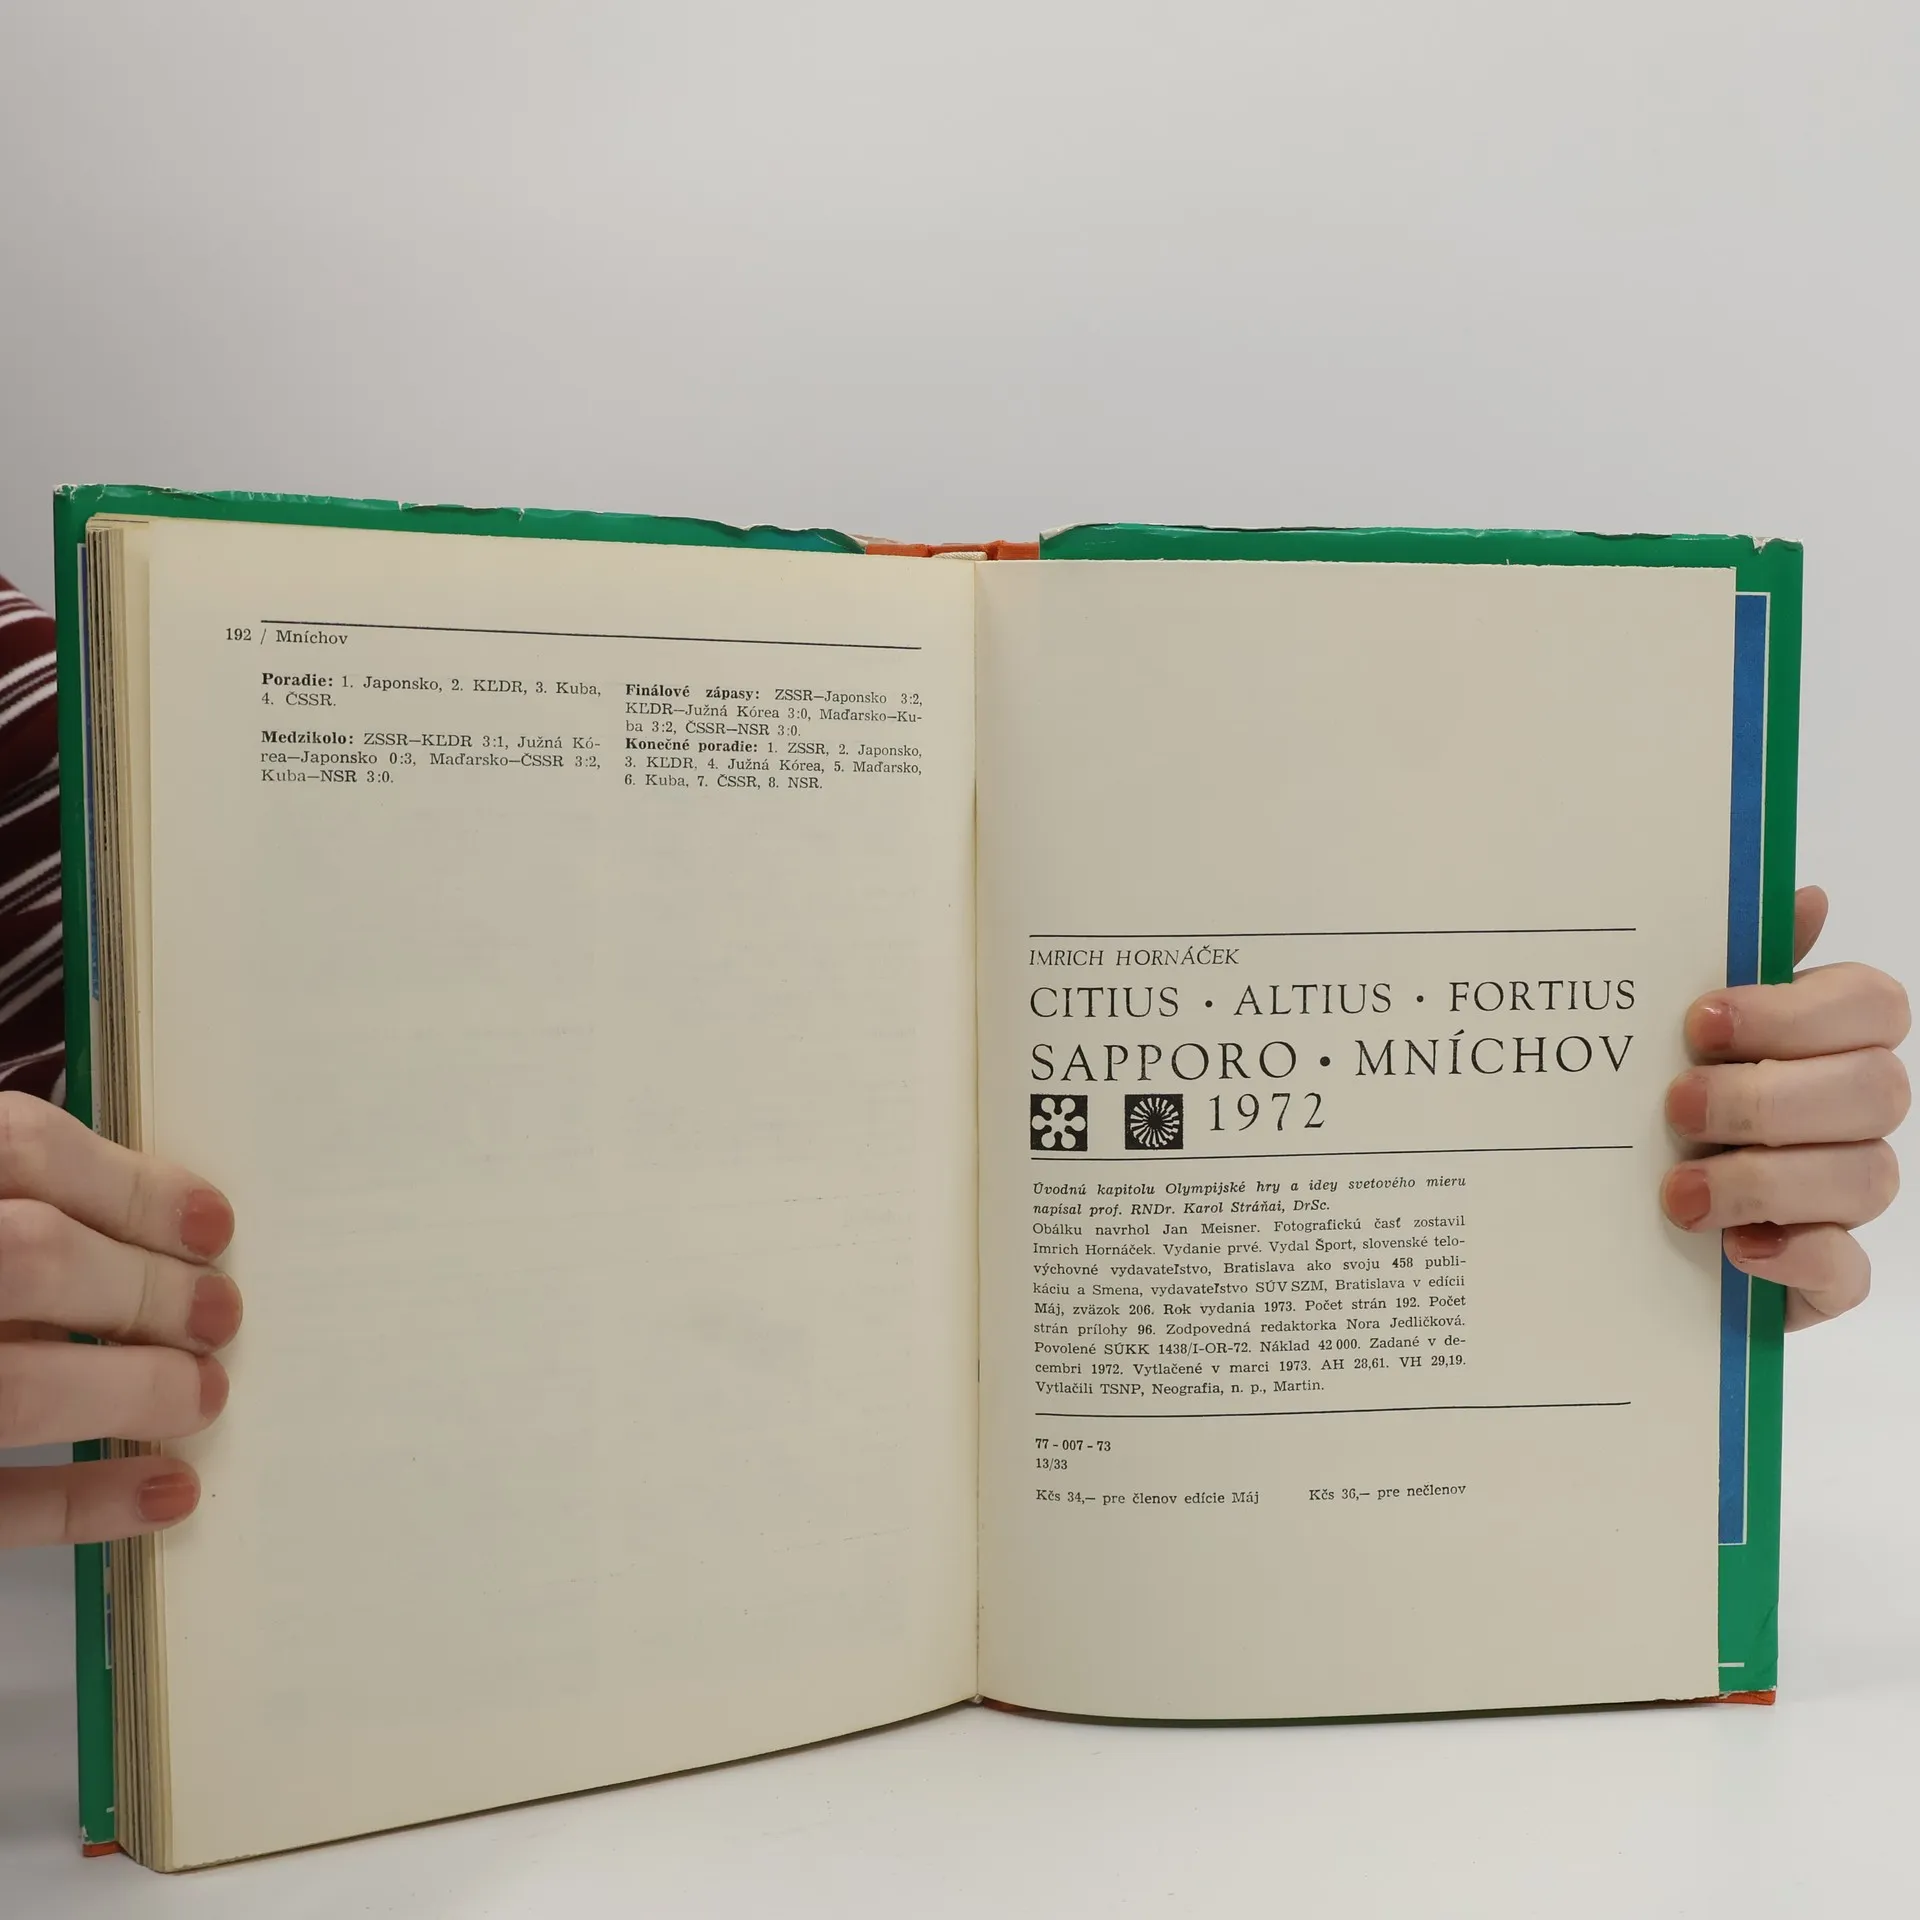 192 / Mníchov
Poradie: 1. Japonsko, 2. KĽDR, 3. Kuba,
4. ČSSR.
Medzikolo: ZSSR—KĽDR 3:1, Južná Kó-
rea—Japonsko 0:3, Maďarsko—ČSSR 3:2,
Kuba—NSR 3:0.
Finálové zápasy: ZSSR—Japonsko 3:2,
KĽDR—Južná Kórea 3:0, Maďarsko—Ku-
ba 3:2, ČSSR—NSR 3:0.
Konečné poradie: 1. ZSSR, 2. Japonsko,
3. KĽDR, 4. Južná Kórea, 5. Maďarsko,
6. Kuba, 7. ČSSR, 8. NSR.
IMRICH HORNÁČEK
CITIUS · ALTIUS · FORTIUS
SAPPORO · MNÍCHOV
1972
Úvodnú kapitolu Olympijské hry a idey svetového mieru
napísal prof. RNDr. Karol Stráňai, DrSc.
Obálku navrhol Jan Meisner. Fotografickú časť zostavil
Imrich Hornáček. Vydanie prvé. Vydal Šport, slovenské telo-
výchovné vydavateľstvo, Bratislava ako svoju 458 publi-
káciu a Smena, vydavateľstvo SÚV SZM, Bratislava v edícii
Máj, zväzok 206. Rok vydania 1973. Počet strán 192. Počet
strán prílohy 96. Zodpovedná redaktorka Nora Jedličková.
Povolené SÚKK 1438/I-OR-72. Náklad 42 000. Zadané v de-
cembri 1972. Vytlačené v marci 1973. AH 28,61. VH 29,19.
Vytlačili TSNP, Neografia, n. p., Martin.
77 - 007 - 73
13/33
Kčs 34,— pre členov edície Máj Kčs 36,— pre nečlenov